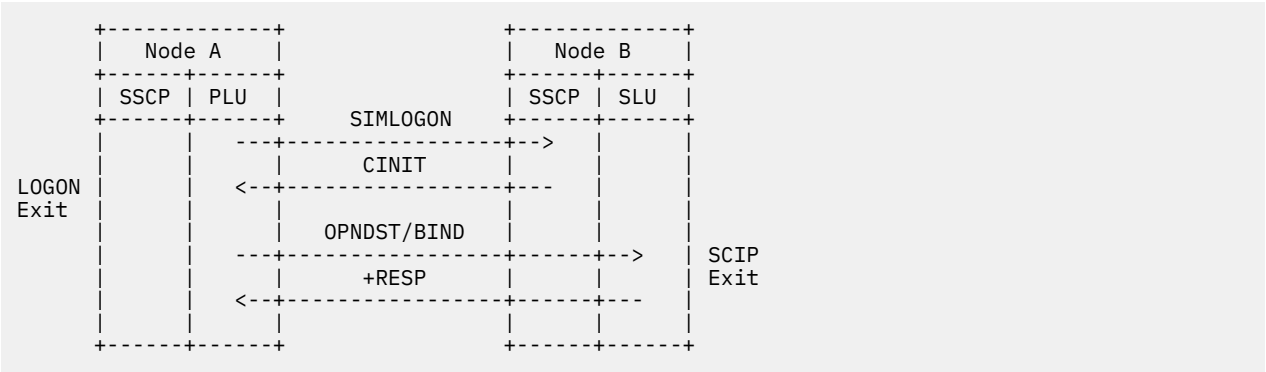 Node A Node B
SSCP PLU SSCP SLU
SIMLOGON
CINIT
LOGON
Exit
OPNDST/BIND
SCIP
+RESP Exit